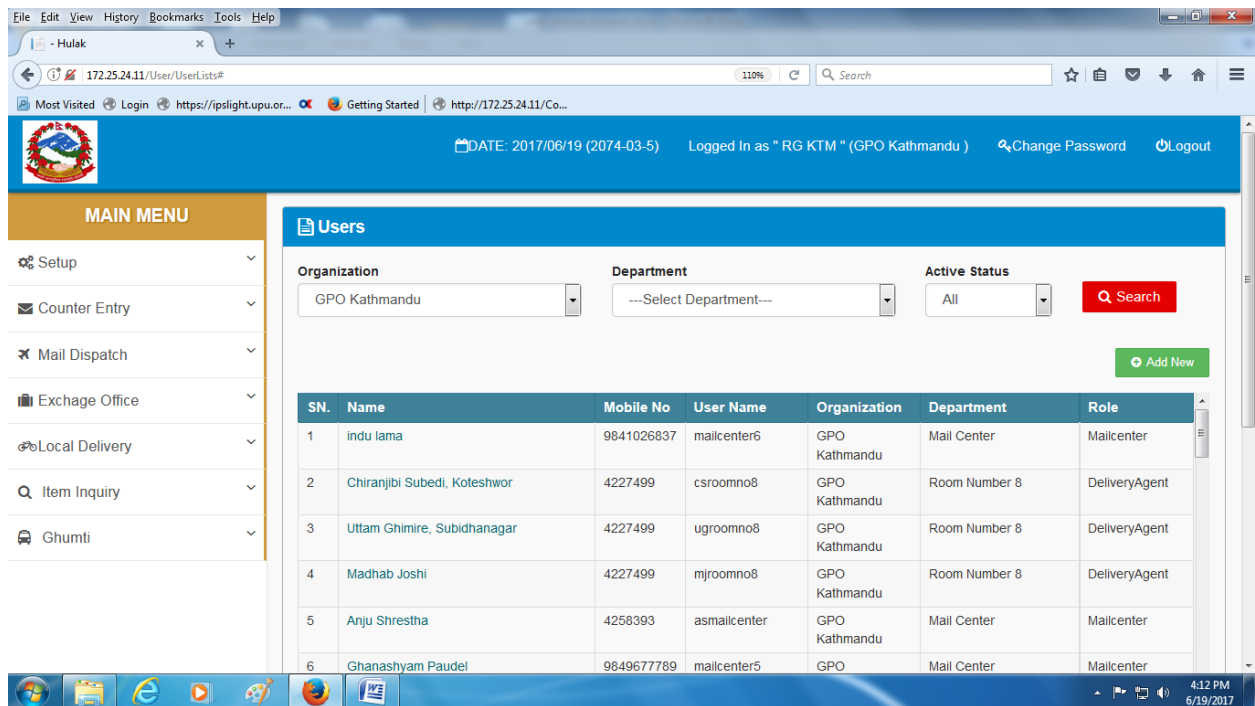 File Edit View History Bookmarks Tools Help
- Hulak × +
172.25.24.11/User/UserLists# 110% Search
Most Visited Login https://ipslight.upu.or... Getting Started http://172.25.24.11/Co...
DATE: 2017/06/19 (2074-03-5) Logged In as " RG KTM " (GPO Kathmandu ) Change Password Logout
MAIN MENU
Setup
Counter Entry
Mail Dispatch
Exchage Office
Local Delivery
Item Inquiry
Ghumti
Users
Organization Department Active Status
GPO Kathmandu ---Select Department--- All Search
Add New
SN. Name Mobile No User Name Organization Department Role
1 indu lama 9841026837 mailcenter6 GPO Kathmandu Mail Center Mailcenter
2 Chiranjibi Subedi, Koteshwor 4227499 csroomno8 GPO Kathmandu Room Number 8 DeliveryAgent
3 Uttam Ghimire, Subidhanagar 4227499 ugroomno8 GPO Kathmandu Room Number 8 DeliveryAgent
4 Madhab Joshi 4227499 mjroomno8 GPO Kathmandu Room Number 8 DeliveryAgent
5 Anju Shrestha 4258393 asmailcenter GPO Kathmandu Mail Center Mailcenter
6 Ghanashyam Paudel 9849677789 mailcenter5 GPO Mail Center Mailcenter
4:12 PM
6/19/2017